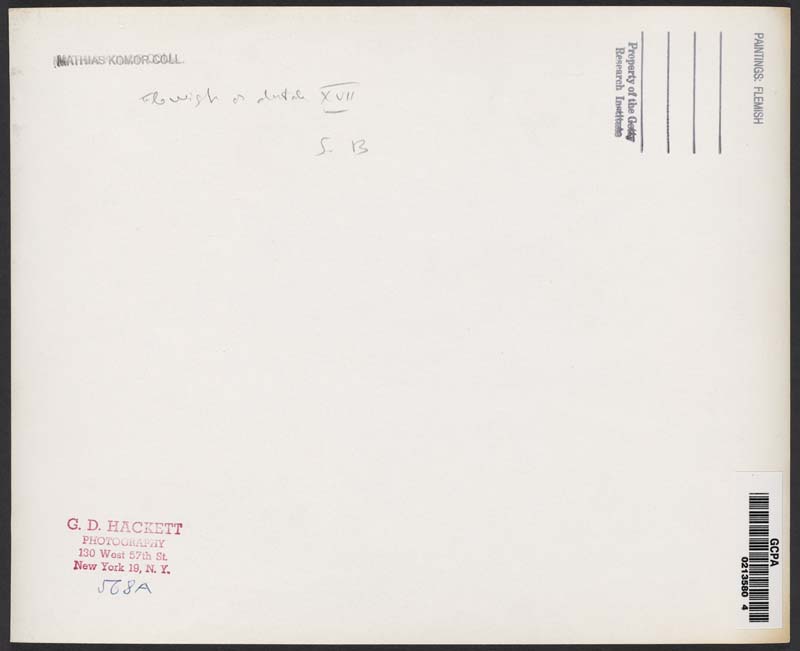 MATHIAS KOMOR COLL.
Flemish or dutch XVII
S. B
Property of the Getty
Research Institute
PAINTINGS: FLEMISH
G. D. HACKETT
PHOTOGRAPHY
130 West 57th St.
New York 19, N. Y.
568A
GCPA
0213580 4